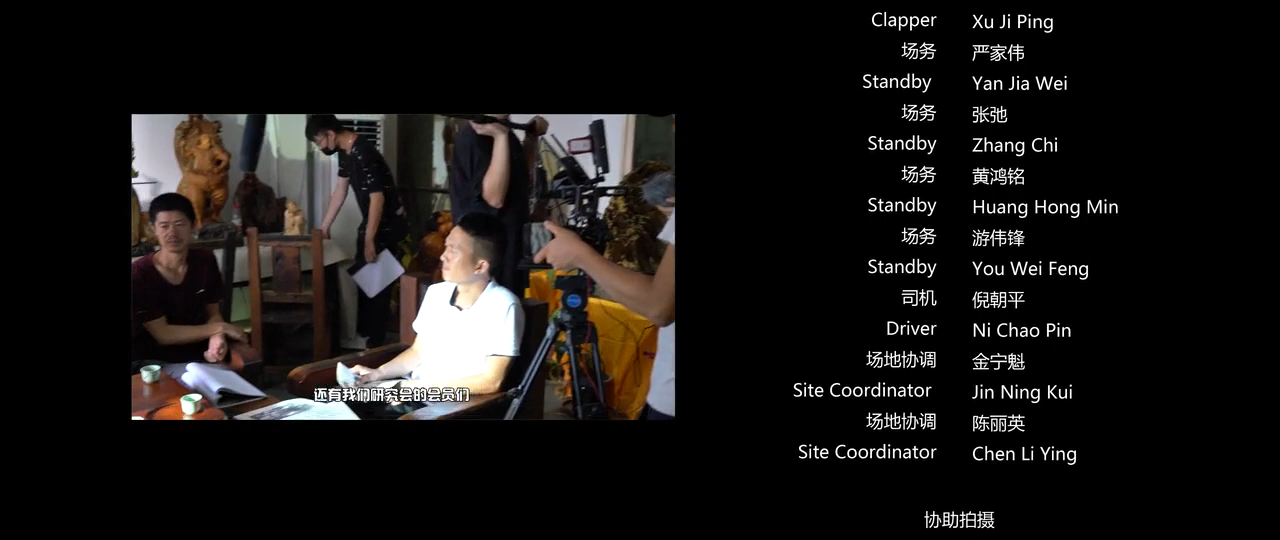 Clapper Xu Ji Ping
场务 严家伟
Standby Yan Jia Wei
场务 张弛
Standby Zhang Chi
场务 黄鸿铭
Standby Huang Hong Min
场务 游伟锋
Standby You Wei Feng
司机 倪朝平
Driver Ni Chao Pin
场地协调 金宁魁
Site Coordinator Jin Ning Kui
场地协调 陈丽英
Site Coordinator Chen Li Ying
还有我们研究会的会员们
协助拍摄